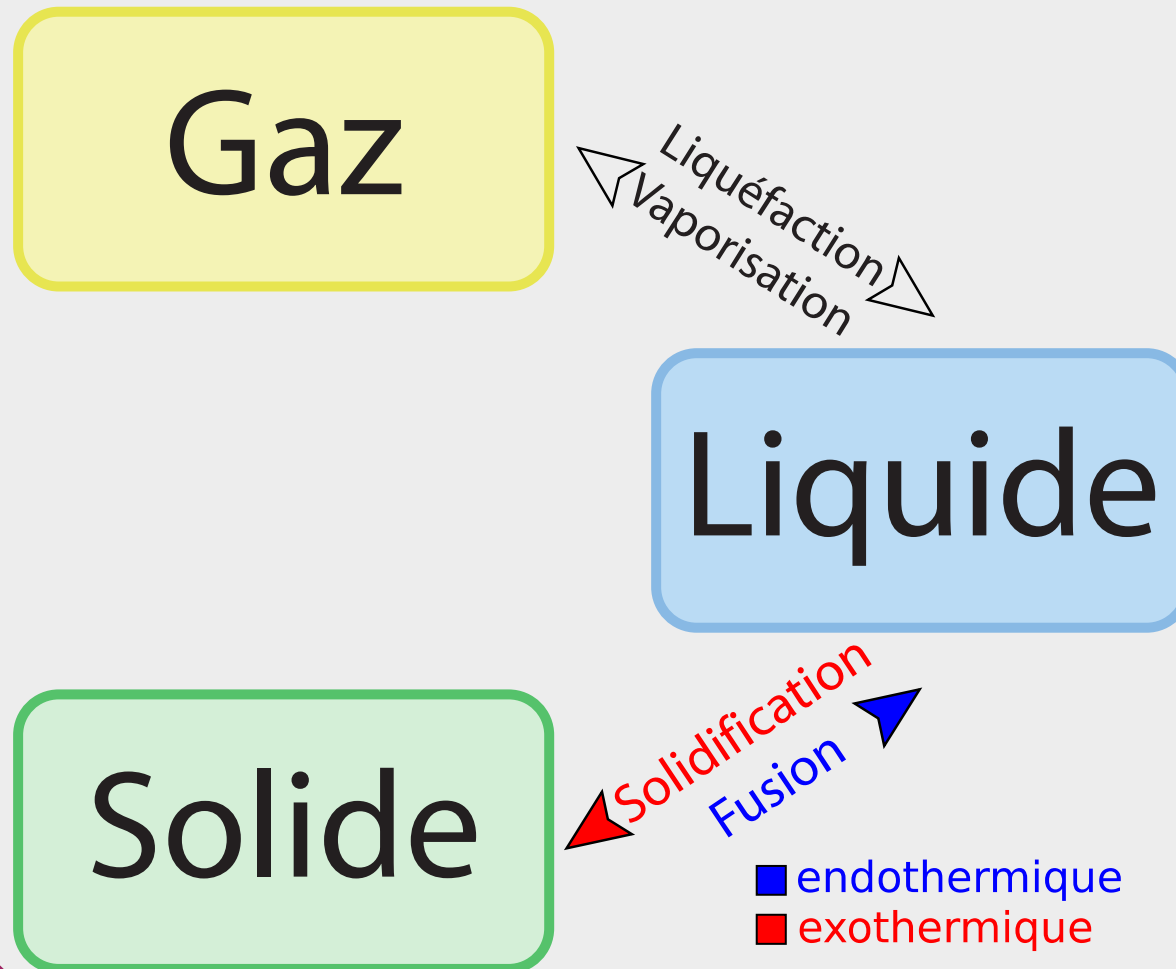 Gaz
Liquéfaction
Vaporisation
Liquide
Solidification
Fusion
Solide
endothermique
exothermique